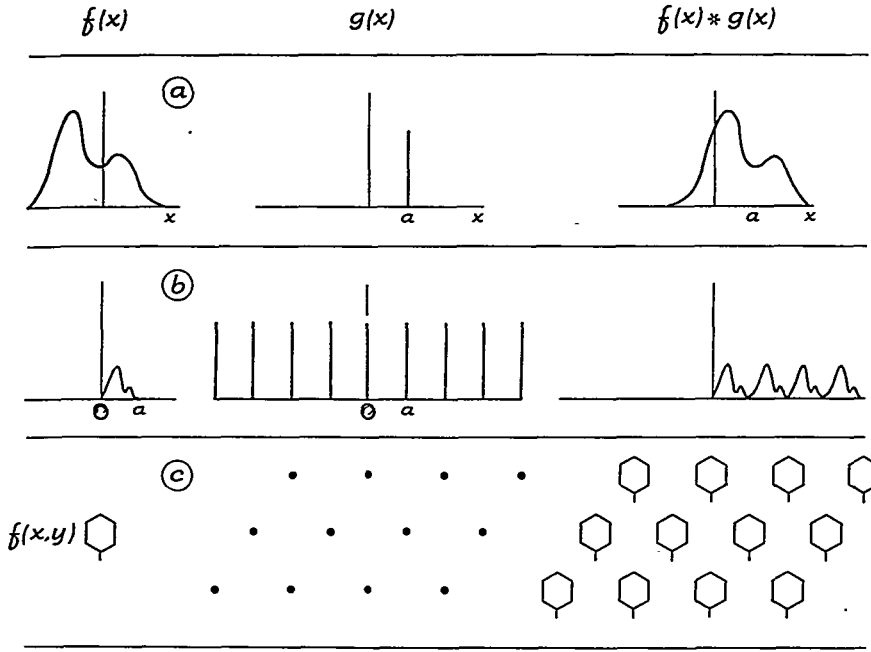 f(x) g(x) f(x) * g(x)
a
x a x a x
b
0 a 0 a
c
f(x,y)